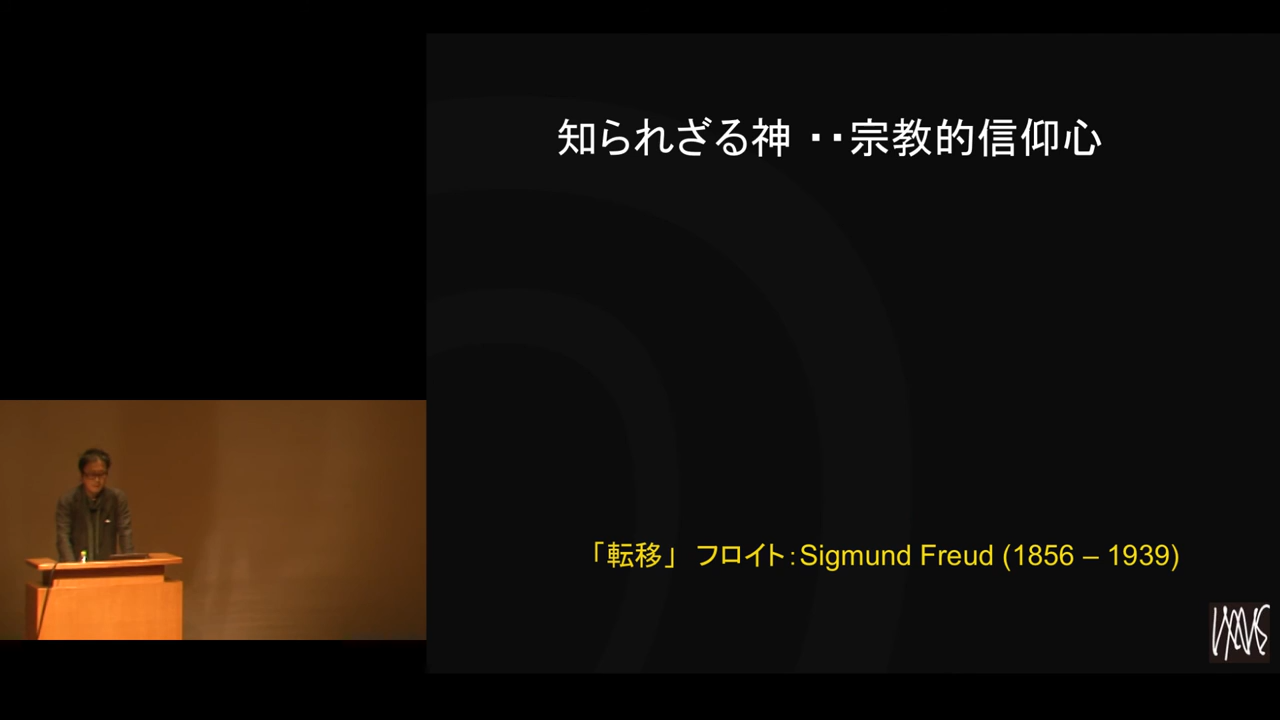 知られざる神 ・・宗教的信仰心
「転移」 フロイト：Sigmund Freud (1856 – 1939)